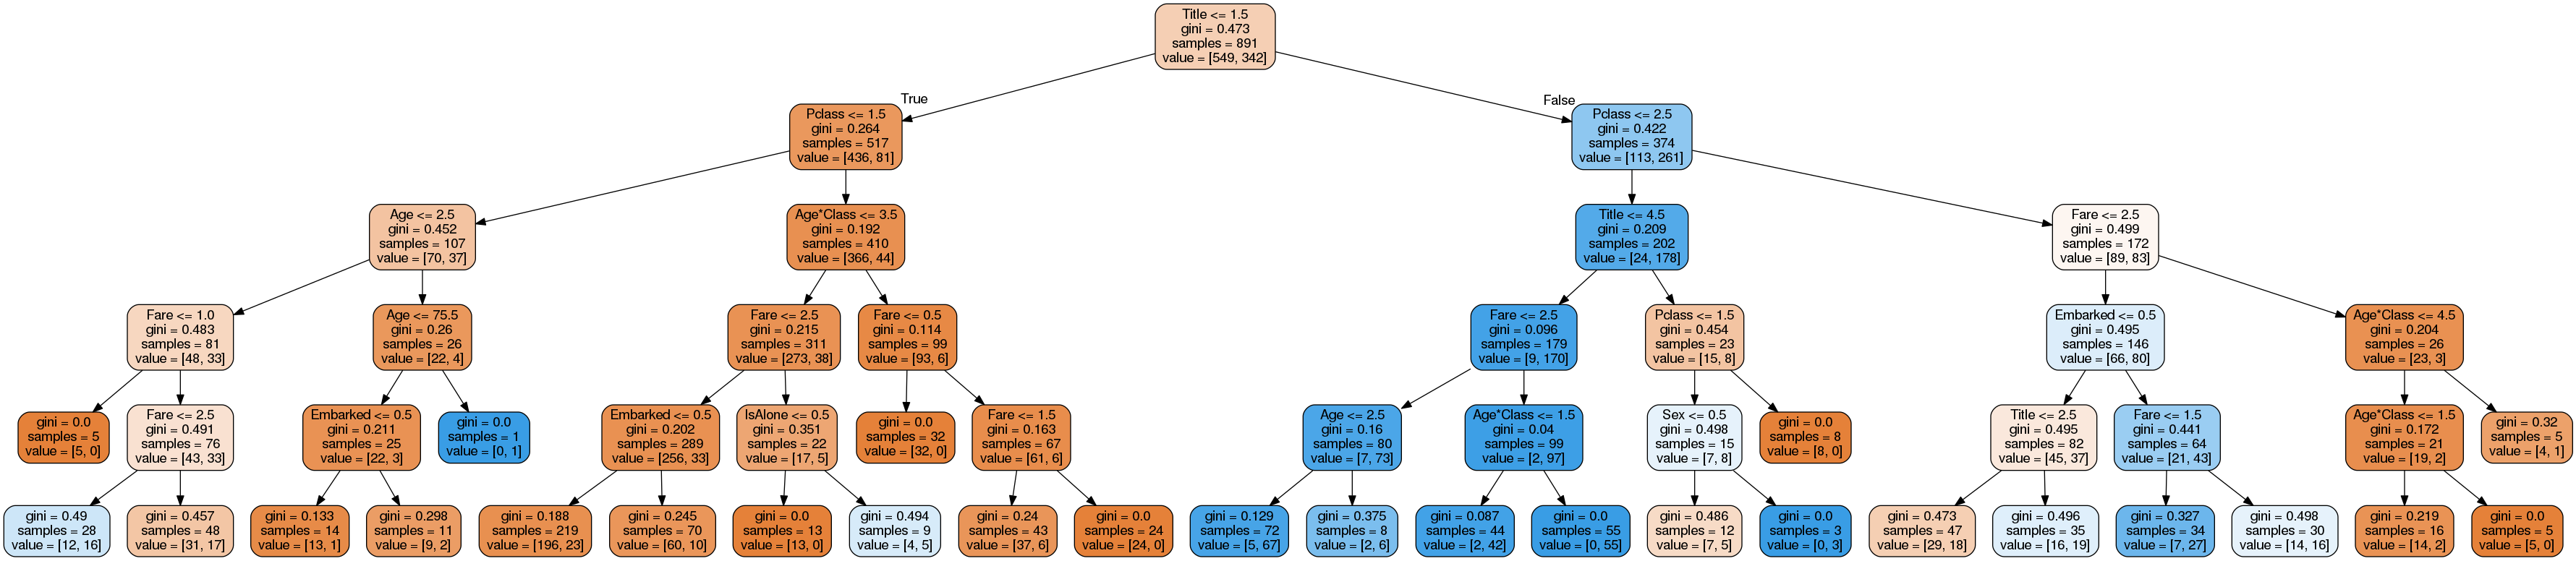 Title <= 1.5
gini = 0.473
samples = 891
value = [549, 342]
True
False
Pclass <= 1.5
gini = 0.264
samples = 517
value = [436, 81]
Pclass <= 2.5
gini = 0.422
samples = 374
value = [113, 261]
Age <= 2.5
gini = 0.452
samples = 107
value = [70, 37]
Age*Class <= 3.5
gini = 0.192
samples = 410
value = [366, 44]
Title <= 4.5
gini = 0.209
samples = 202
value = [24, 178]
Fare <= 2.5
gini = 0.499
samples = 172
value = [89, 83]
Fare <= 1.0
gini = 0.483
samples = 81
value = [48, 33]
Age <= 75.5
gini = 0.26
samples = 26
value = [22, 4]
Fare <= 2.5
gini = 0.215
samples = 311
value = [273, 38]
Fare <= 0.5
gini = 0.114
samples = 99
value = [93, 6]
Fare <= 2.5
gini = 0.096
samples = 179
value = [9, 170]
Pclass <= 1.5
gini = 0.454
samples = 23
value = [15, 8]
Embarked <= 0.5
gini = 0.495
samples = 146
value = [66, 80]
Age*Class <= 4.5
gini = 0.204
samples = 26
value = [23, 3]
gini = 0.0
samples = 5
value = [5, 0]
Fare <= 2.5
gini = 0.491
samples = 76
value = [43, 33]
Embarked <= 0.5
gini = 0.211
samples = 25
value = [22, 3]
gini = 0.0
samples = 1
value = [0, 1]
Embarked <= 0.5
gini = 0.202
samples = 289
value = [256, 33]
IsAlone <= 0.5
gini = 0.351
samples = 22
value = [17, 5]
gini = 0.0
samples = 32
value = [32, 0]
Fare <= 1.5
gini = 0.163
samples = 67
value = [61, 6]
Age <= 2.5
gini = 0.16
samples = 80
value = [7, 73]
Age*Class <= 1.5
gini = 0.04
samples = 99
value = [2, 97]
Sex <= 0.5
gini = 0.498
samples = 15
value = [7, 8]
gini = 0.0
samples = 8
value = [8, 0]
Title <= 2.5
gini = 0.495
samples = 82
value = [45, 37]
Fare <= 1.5
gini = 0.441
samples = 64
value = [21, 43]
Age*Class <= 1.5
gini = 0.172
samples = 21
value = [19, 2]
gini = 0.32
samples = 5
value = [4, 1]
gini = 0.49
samples = 28
value = [12, 16]
gini = 0.457
samples = 48
value = [31, 17]
gini = 0.133
samples = 14
value = [13, 1]
gini = 0.298
samples = 11
value = [9, 2]
gini = 0.188
samples = 219
value = [196, 23]
gini = 0.245
samples = 70
value = [60, 10]
gini = 0.0
samples = 13
value = [13, 0]
gini = 0.494
samples = 9
value = [4, 5]
gini = 0.24
samples = 43
value = [37, 6]
gini = 0.0
samples = 24
value = [24, 0]
gini = 0.129
samples = 72
value = [5, 67]
gini = 0.375
samples = 8
value = [2, 6]
gini = 0.087
samples = 44
value = [2, 42]
gini = 0.0
samples = 55
value = [0, 55]
gini = 0.486
samples = 12
value = [7, 5]
gini = 0.0
samples = 3
value = [0, 3]
gini = 0.473
samples = 47
value = [29, 18]
gini = 0.496
samples = 35
value = [16, 19]
gini = 0.327
samples = 34
value = [7, 27]
gini = 0.498
samples = 30
value = [14, 16]
gini = 0.219
samples = 16
value = [14, 2]
gini = 0.0
samples = 5
value = [5, 0]